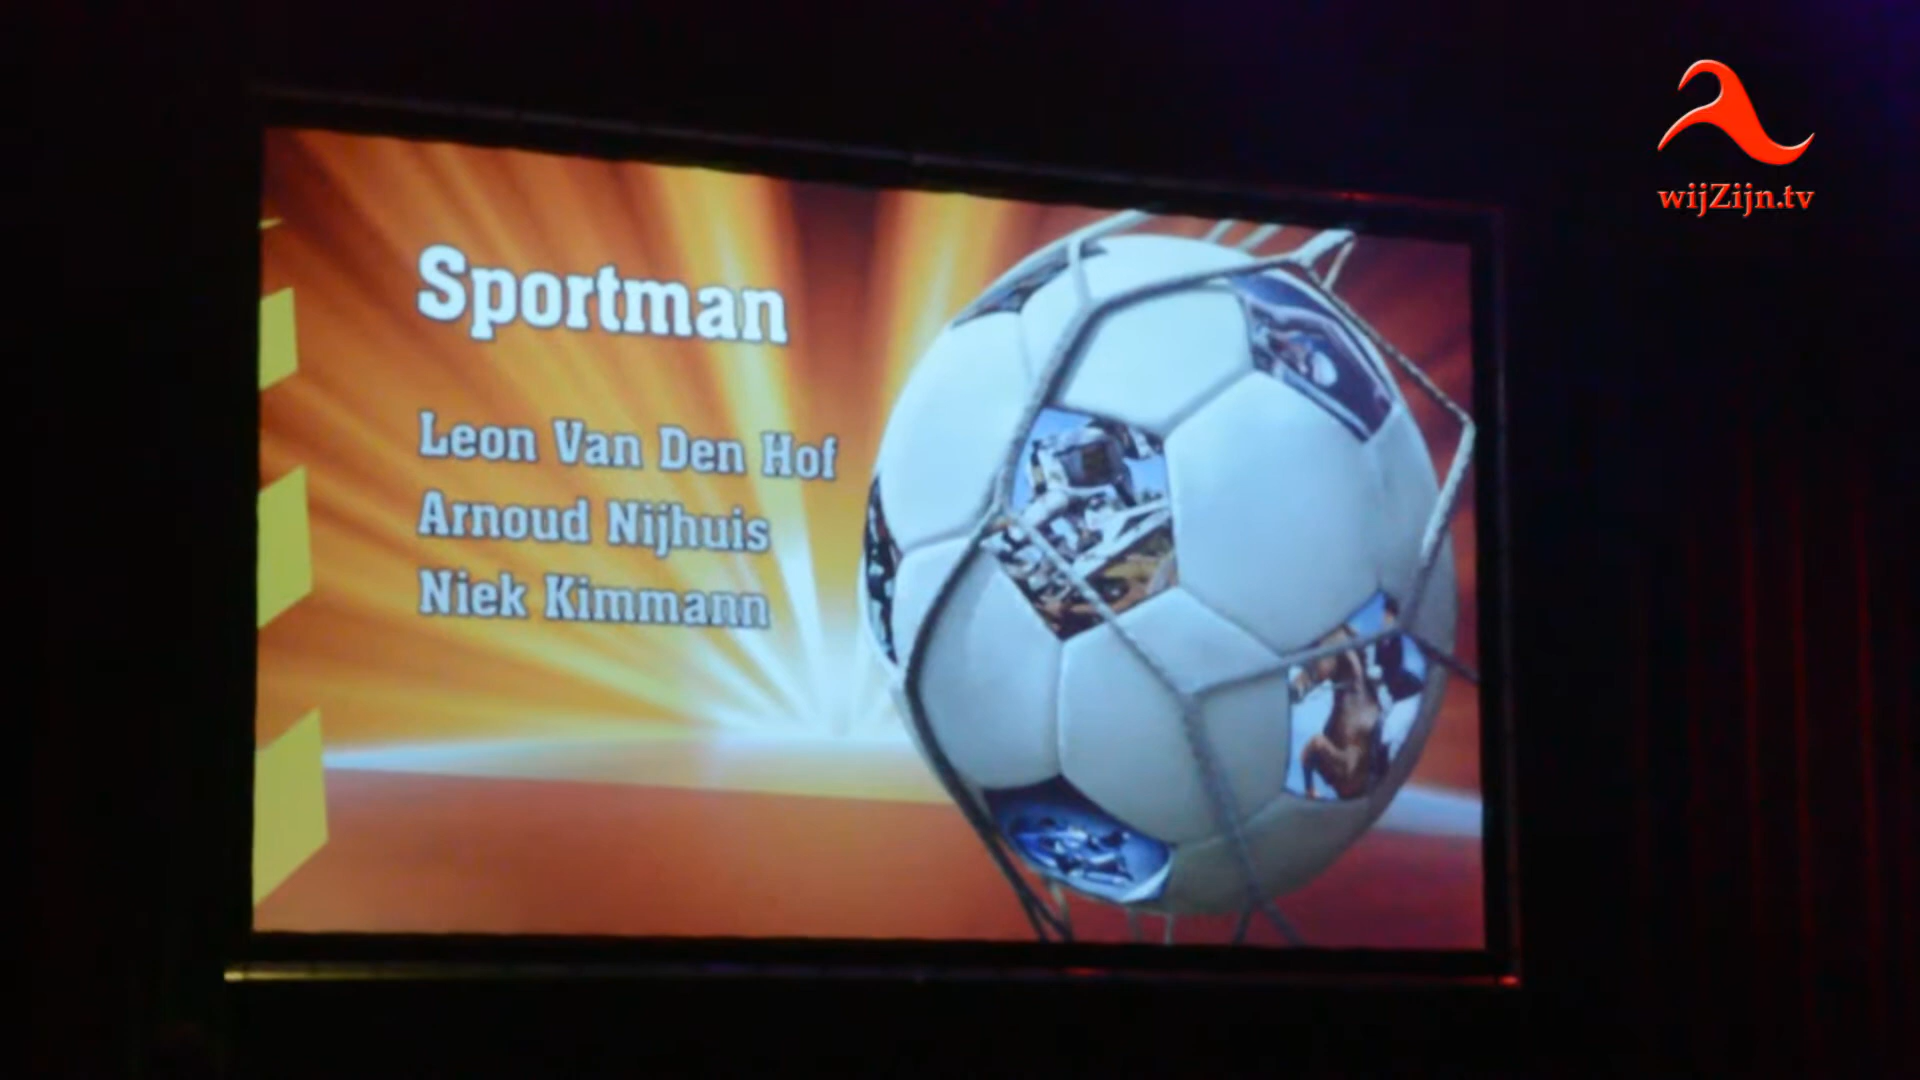 wijZijn.tv
Sportman
Leon Van Den Hof
Arnoud Nijhuis
Niek Kimmann